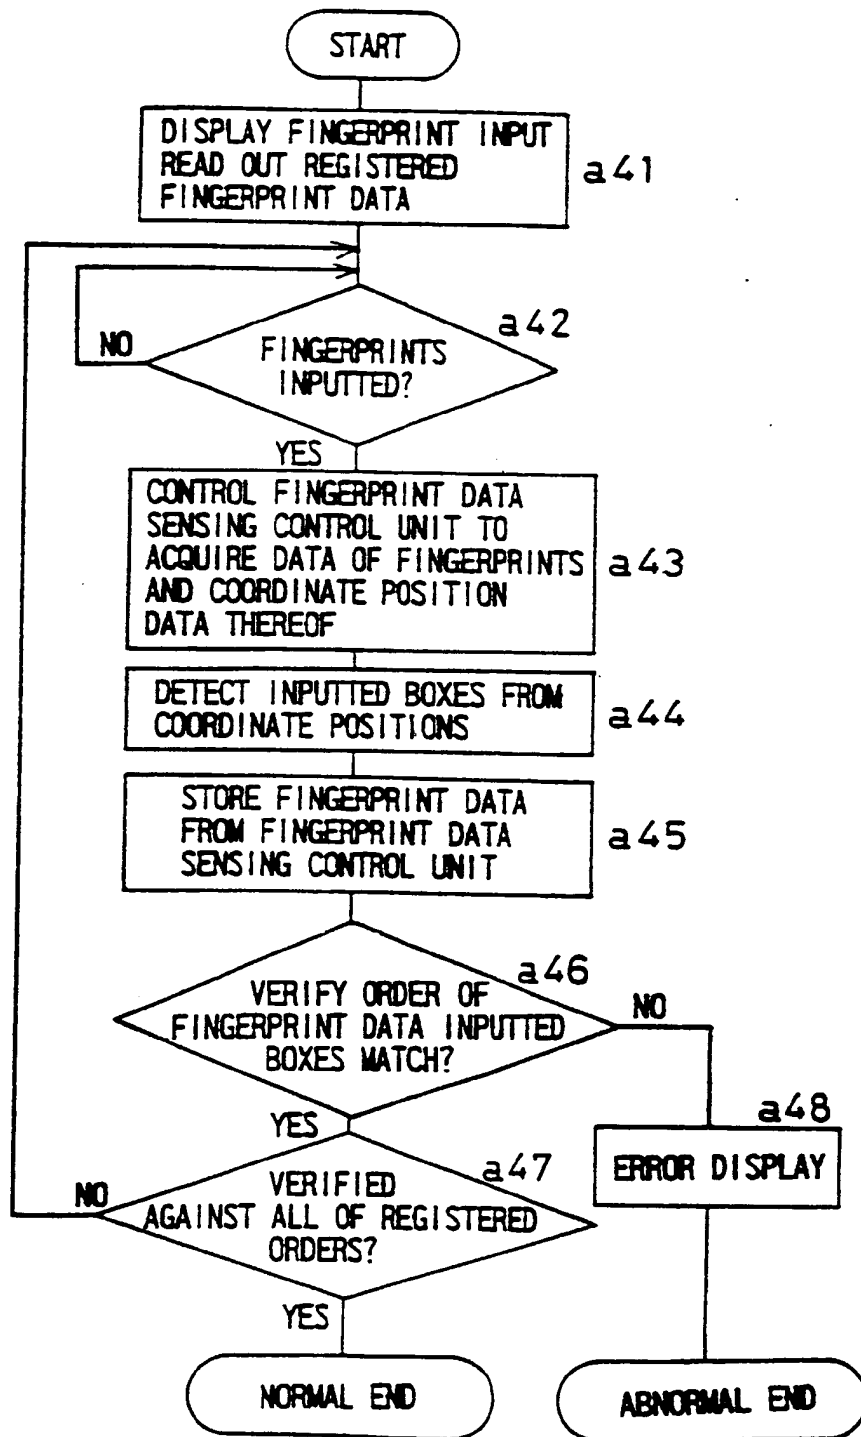 START
DISPLAY FINGERPRINT INPUT
READ OUT REGISTERED
FINGERPRINT DATA
a41
a42
NO
FINGERPRINTS
INPUTTED?
YES
CONTROL FINGERPRINT DATA
SENSING CONTROL UNIT TO
ACQUIRE DATA OF FINGERPRINTS
AND COORDINATE POSITION
DATA THEREOF
a43
DETECT INPUTTED BOXES FROM
COORDINATE POSITIONS
a44
STORE FINGERPRINT DATA
FROM FINGERPRINT DATA
SENSING CONTROL UNIT
a45
a46
VERIFY ORDER OF
FINGERPRINT DATA INPUTTED
BOXES MATCH?
NO
YES
a48
ERROR DISPLAY
a47
NO
VERIFIED
AGAINST ALL OF REGISTERED
ORDERS?
YES
NORMAL END
ABNORMAL END